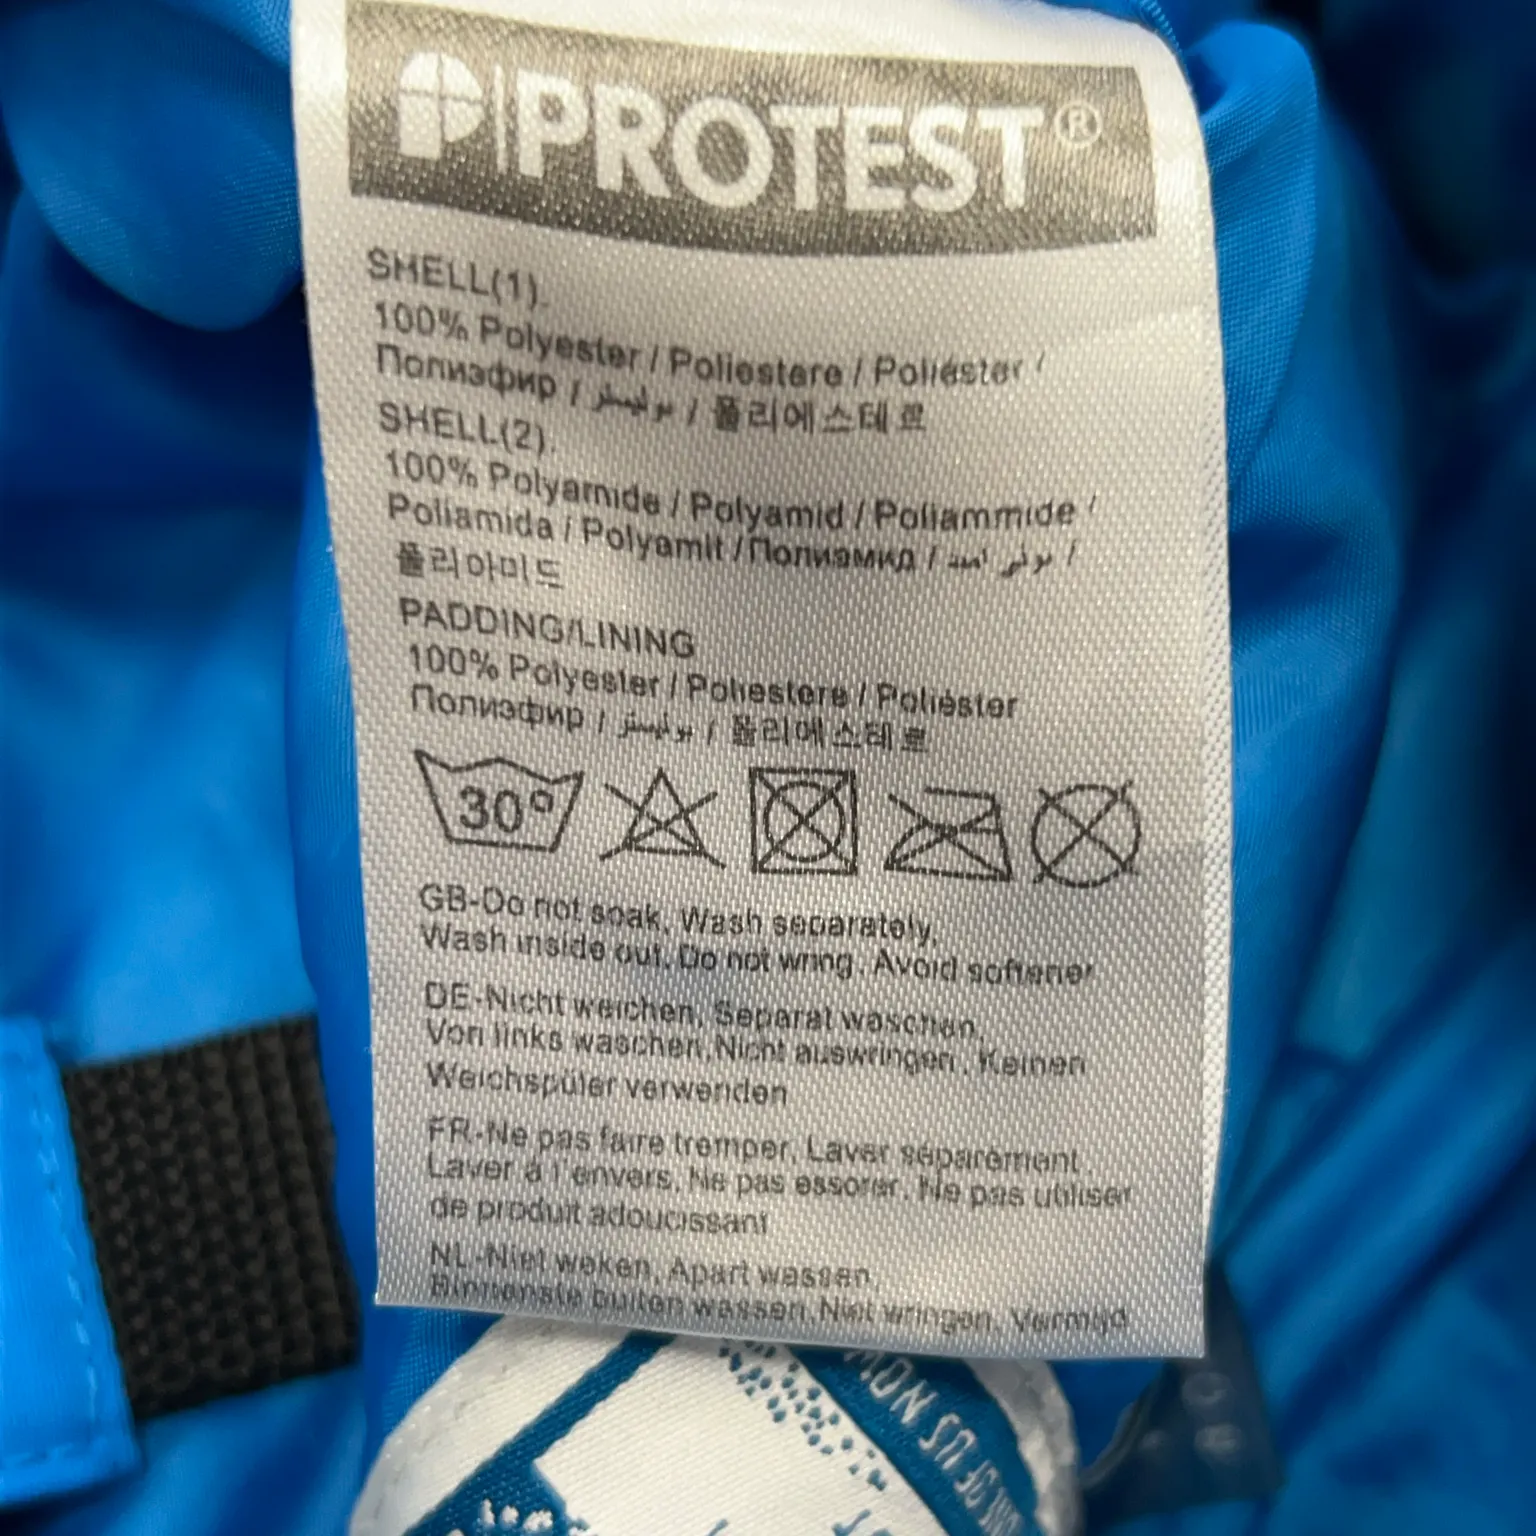 PROTEST®
SHELL(1).
100% Polyester / Poliestere / Poliéster /
Полиэфир / بوليستر / 폴리에스테르
SHELL(2).
100% Polyamide / Polyamid / Poliammide /
Poliamida / Polyamit / Полиамид / بولي أميد /
폴리아미드
PADDING/LINING
100% Polyester / Poliestere / Poliéster
Полиэфир / بوليستر / 폴리에스테르
30°
GB-Do not soak, Wash separately,
Wash inside out, Do not wring, Avoid softener
DE-Nicht weichen, Separat waschen,
Von links waschen, Nicht auswringen, Keinen
Weichspüler verwenden
FR-Ne pas faire tremper, Laver séparément,
Laver à l'envers, Ne pas essorer, Ne pas utiliser
de produit adoucissant
NL-Niet weken, Apart wassen,
Binnenste buiten wassen, Niet wringen, Vermijd